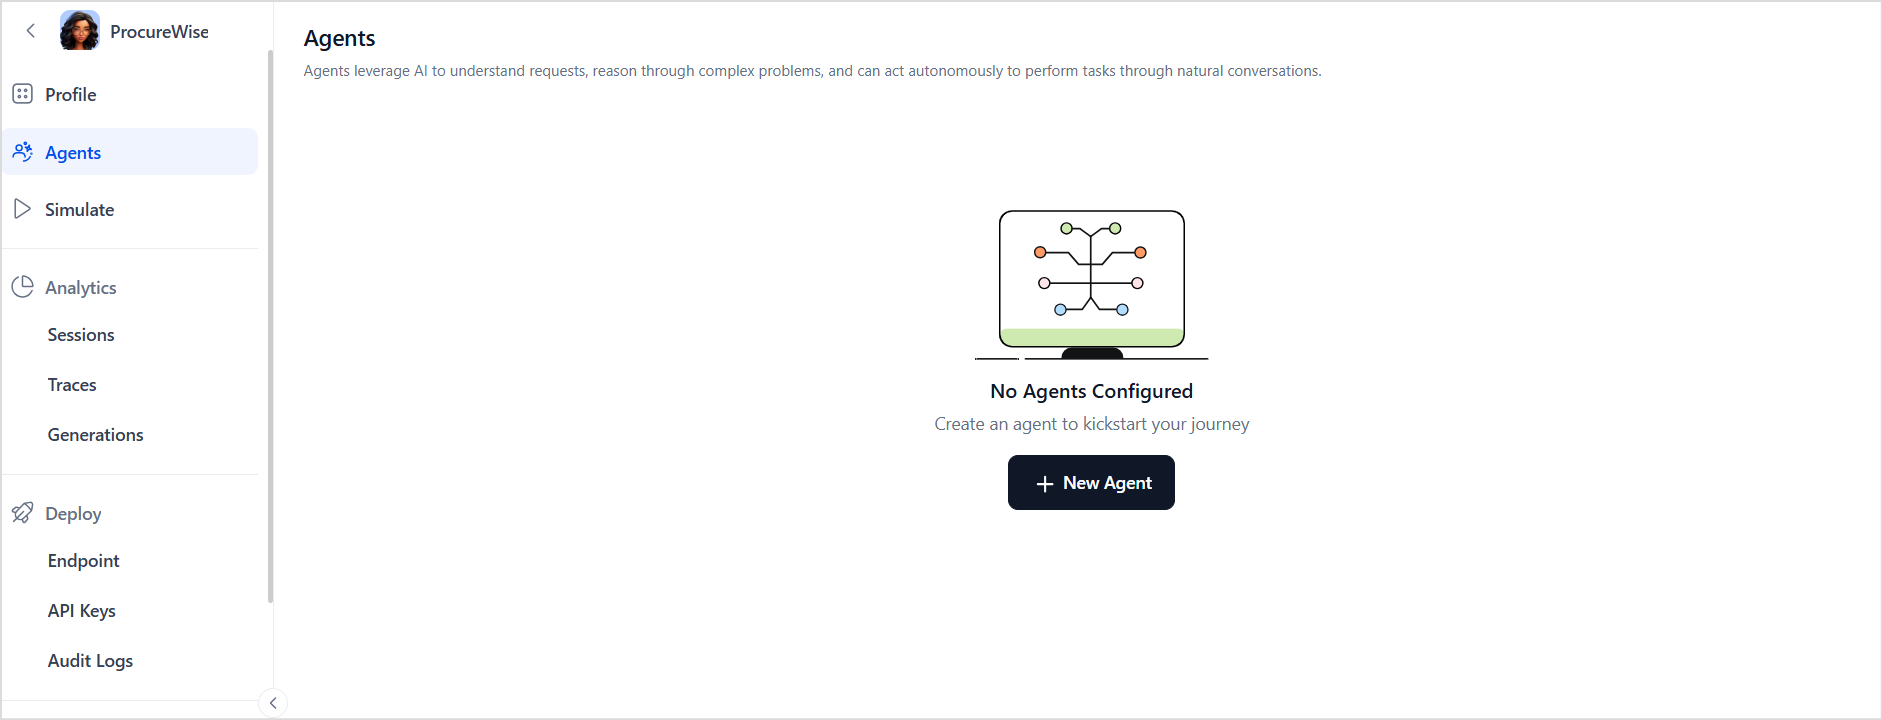 ProcureWise
Profile
Agents
Simulate
Analytics
Sessions
Traces
Generations
Deploy
Endpoint
API Keys
Audit Logs
Agents
Agents leverage AI to understand requests, reason through complex problems, and can act autonomously to perform tasks through natural conversations.
No Agents Configured
Create an agent to kickstart your journey
New Agent